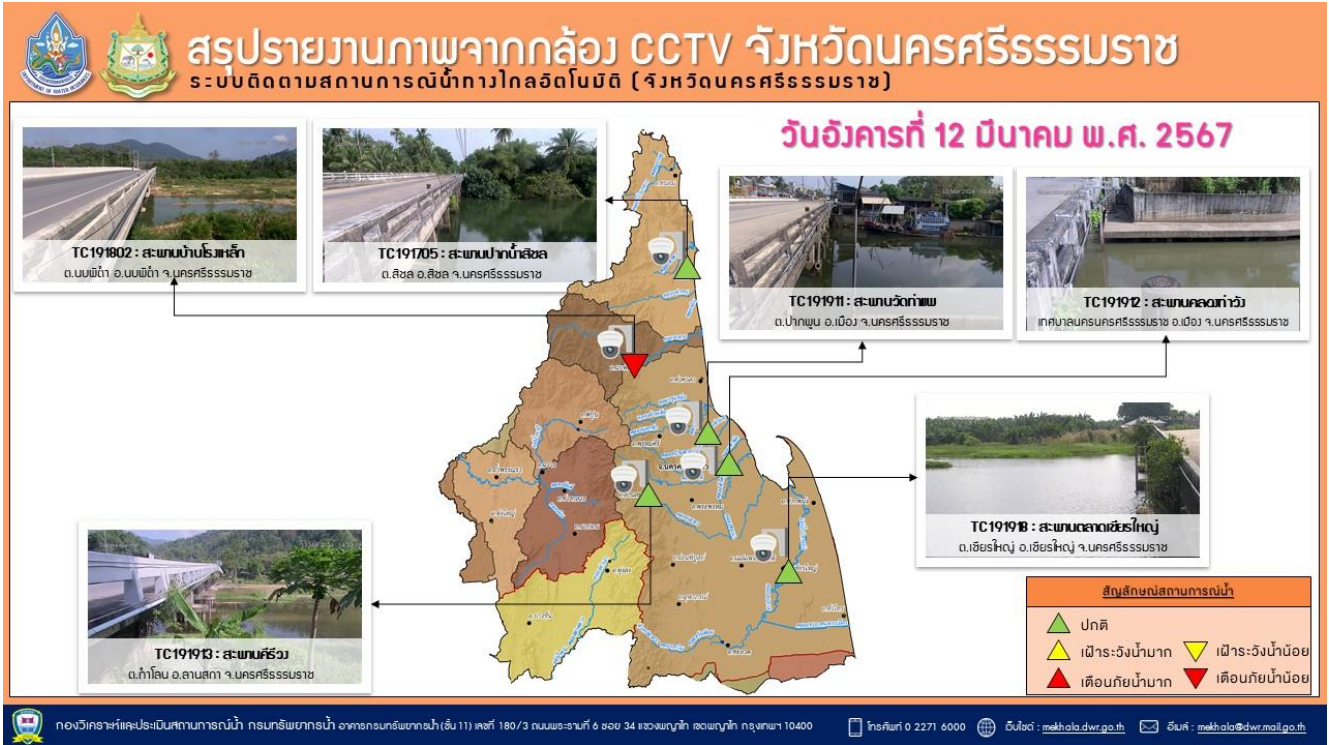 สรุปรายงานภาพจากกล้อง CCTV จังหวัดนครศรีธรรมราช
ระบบติดตามสถานการณ์น้ำทางไกลอัตโนมัติ (จังหวัดนครศรีธรรมราช)
วันอังคารที่ 12 มีนาคม พ.ศ. 2567
TC191802 : สะพานบ้านโรงเหล็ก
ต.นบพิตำ อ.นบพิตำ จ.นครศรีธรรมราช
TC191705 : สะพานปากน้ำสิชล
ต.สิชล อ.สิชล จ.นครศรีธรรมราช
TC191911 : สะพานวัดท่าแพ
ต.ปากพูน อ.เมือง จ.นครศรีธรรมราช
TC191912 : สะพานคลองท่าวัง
เทศบาลนครนครศรีธรรมราช อ.เมือง จ.นครศรีธรรมราช
TC191918 : สะพานตลาดเชียรใหญ่
ต.เชียรใหญ่ อ.เชียรใหญ่ จ.นครศรีธรรมราช
TC191913 : สะพานคีรีวง
ต.กำโลน อ.ลานสกา จ.นครศรีธรรมราช
สัญลักษณ์สถานการณ์น้ำ
ปกติ
เฝ้าระวังน้ำมาก เฝ้าระวังน้ำน้อย
เตือนภัยน้ำมาก เตือนภัยน้ำน้อย
กองวิเคราะห์และประเมินสถานการณ์น้ำ กรมทรัพยากรน้ำ อาคารกรมทรัพยากรน้ำ (ชั้น 11) เลขที่ 180/3 ถนนพระรามที่ 6 ซอย 34 แขวงพญาไท เขตพญาไท กรุงเทพฯ 10400 โทรศัพท์ 0 2271 6000 เว็บไซต์ : mekhala.dwr.go.th อีเมล์ : mekhala@dwr.mail.go.th